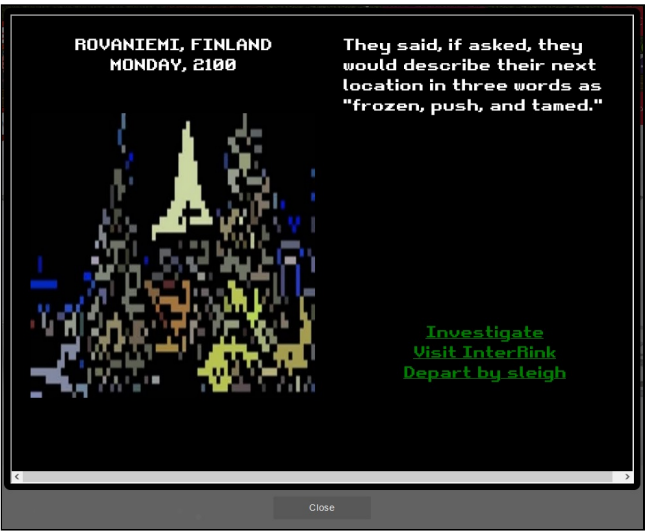 ROVANIEMI, FINLAND
MONDAY, 2100
They said, if asked, they
would describe their next
location in three words as
"frozen, push, and tamed."
Investigate
Visit InterRink
Depart by sleigh
Close